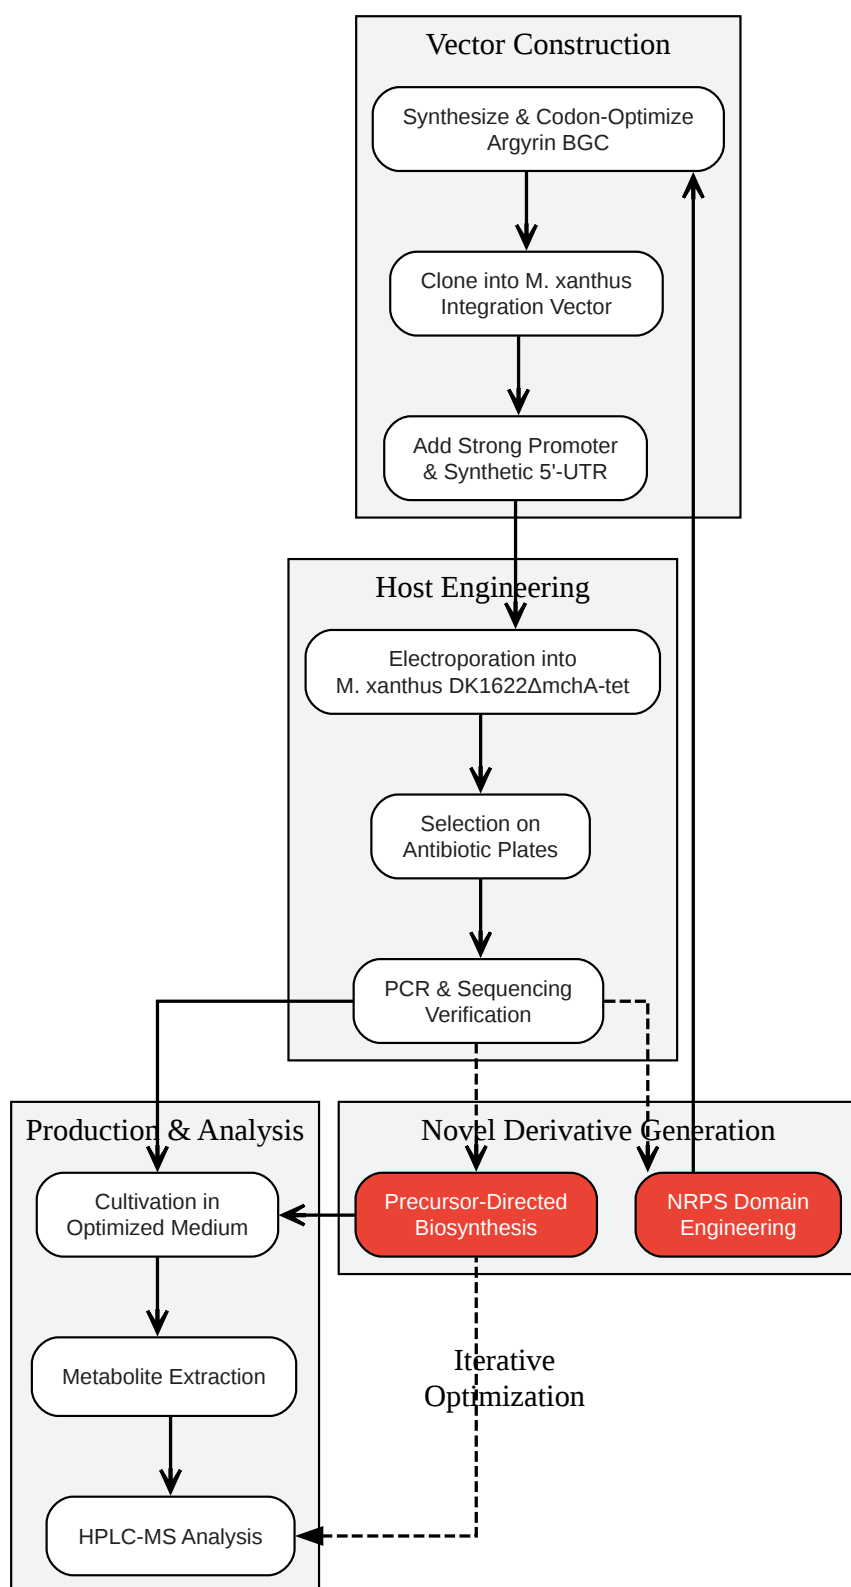 Vector Construction
Synthesize & Codon-Optimize
Argyrin BGC
Clone into M. xanthus
Integration Vector
Add Strong Promoter
& Synthetic 5'-UTR
Host Engineering
Electroporation into
M. xanthus DK1622ΔmchA-tet
Selection on
Antibiotic Plates
PCR & Sequencing
Verification
Production & Analysis
Novel Derivative Generation
Cultivation in
Optimized Medium
Precursor-Directed
Biosynthesis
NRPS Domain
Engineering
Iterative
Optimization
Metabolite Extraction
HPLC-MS Analysis